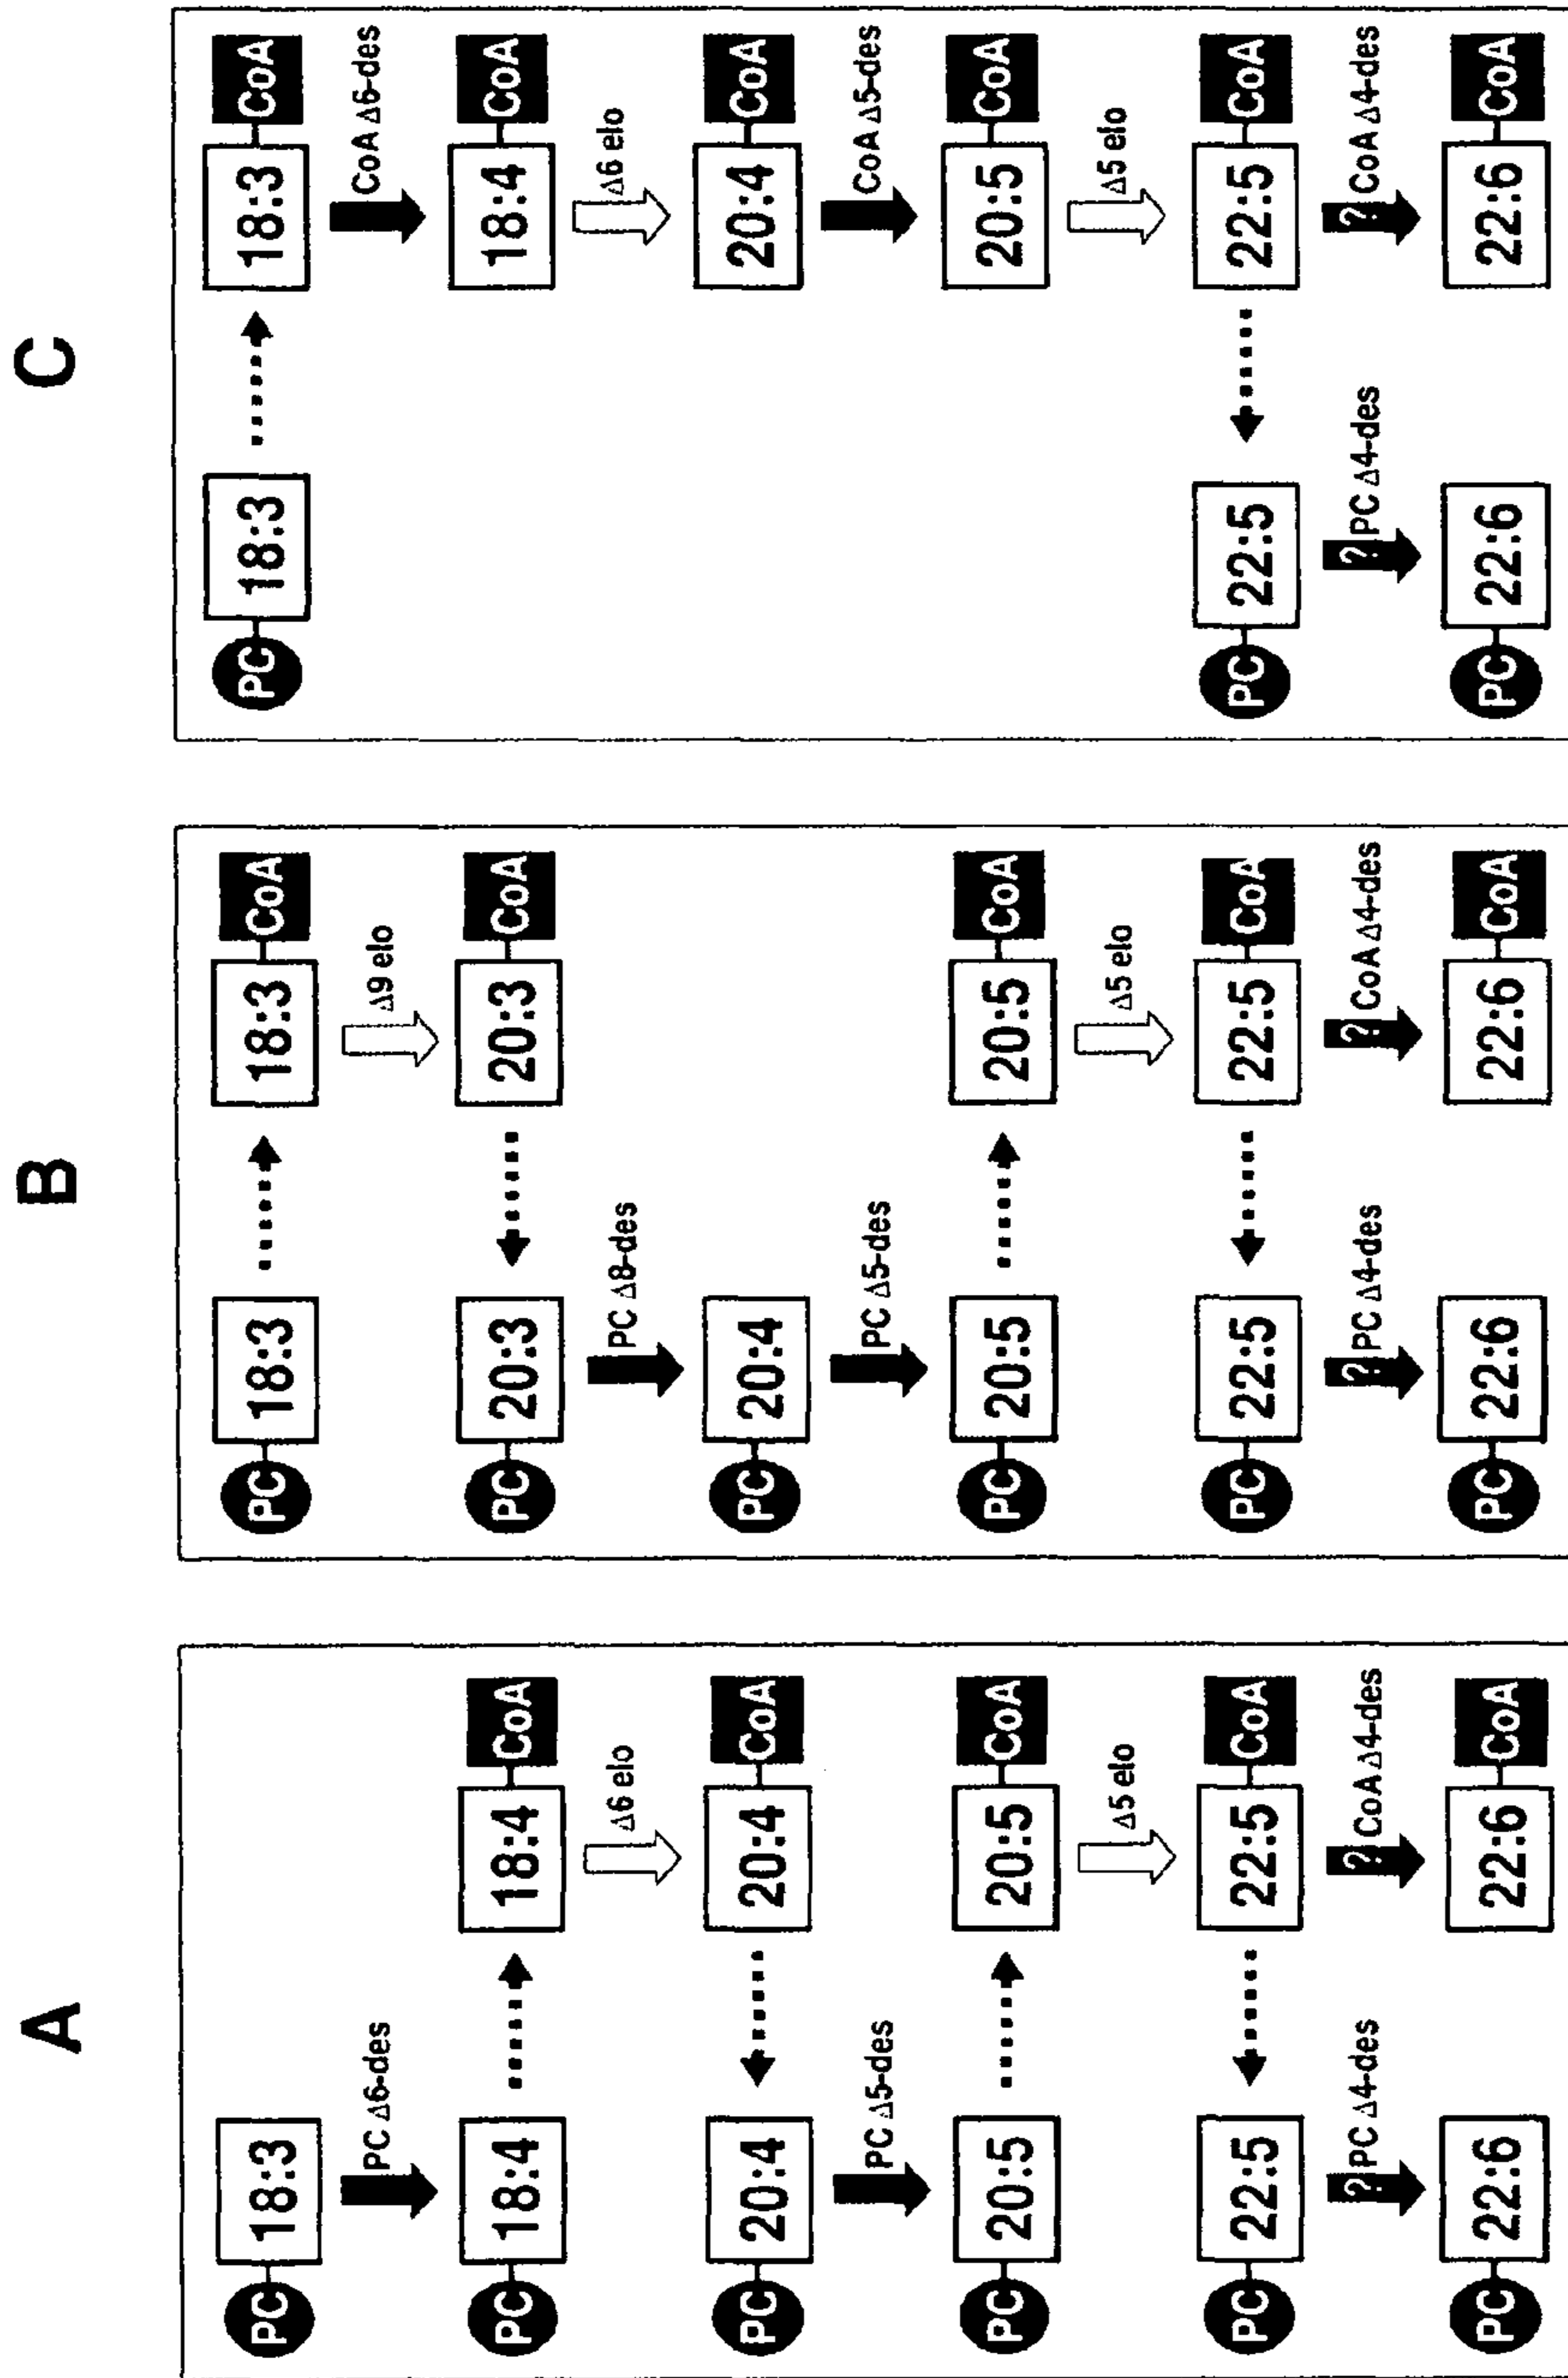 A
PC 18:3
PC Δ6-des
PC 18:4 18:4 CoA
Δ6 elo
PC 20:4 20:4 CoA
PC Δ5-des
PC 20:5 20:5 CoA
Δ5 elo
PC 22:5 22:5 CoA
? PC Δ4-des ? CoA Δ4-des
PC 22:6 22:6 CoA
B
PC 18:3 18:3 CoA
Δ9 elo
PC 20:3 20:3 CoA
PC Δ8-des
PC 20:4
PC Δ5-des
PC 20:5 20:5 CoA
Δ5 elo
PC 22:5 22:5 CoA
? PC Δ4-des ? CoA Δ4-des
PC 22:6 22:6 CoA
C
PC 18:3 18:3 CoA
CoA Δ6-des
18:4 CoA
Δ6 elo
20:4 CoA
CoA Δ5-des
20:5 CoA
Δ5 elo
PC 22:5 22:5 CoA
? PC Δ4-des ? CoA Δ4-des
PC 22:6 22:6 CoA